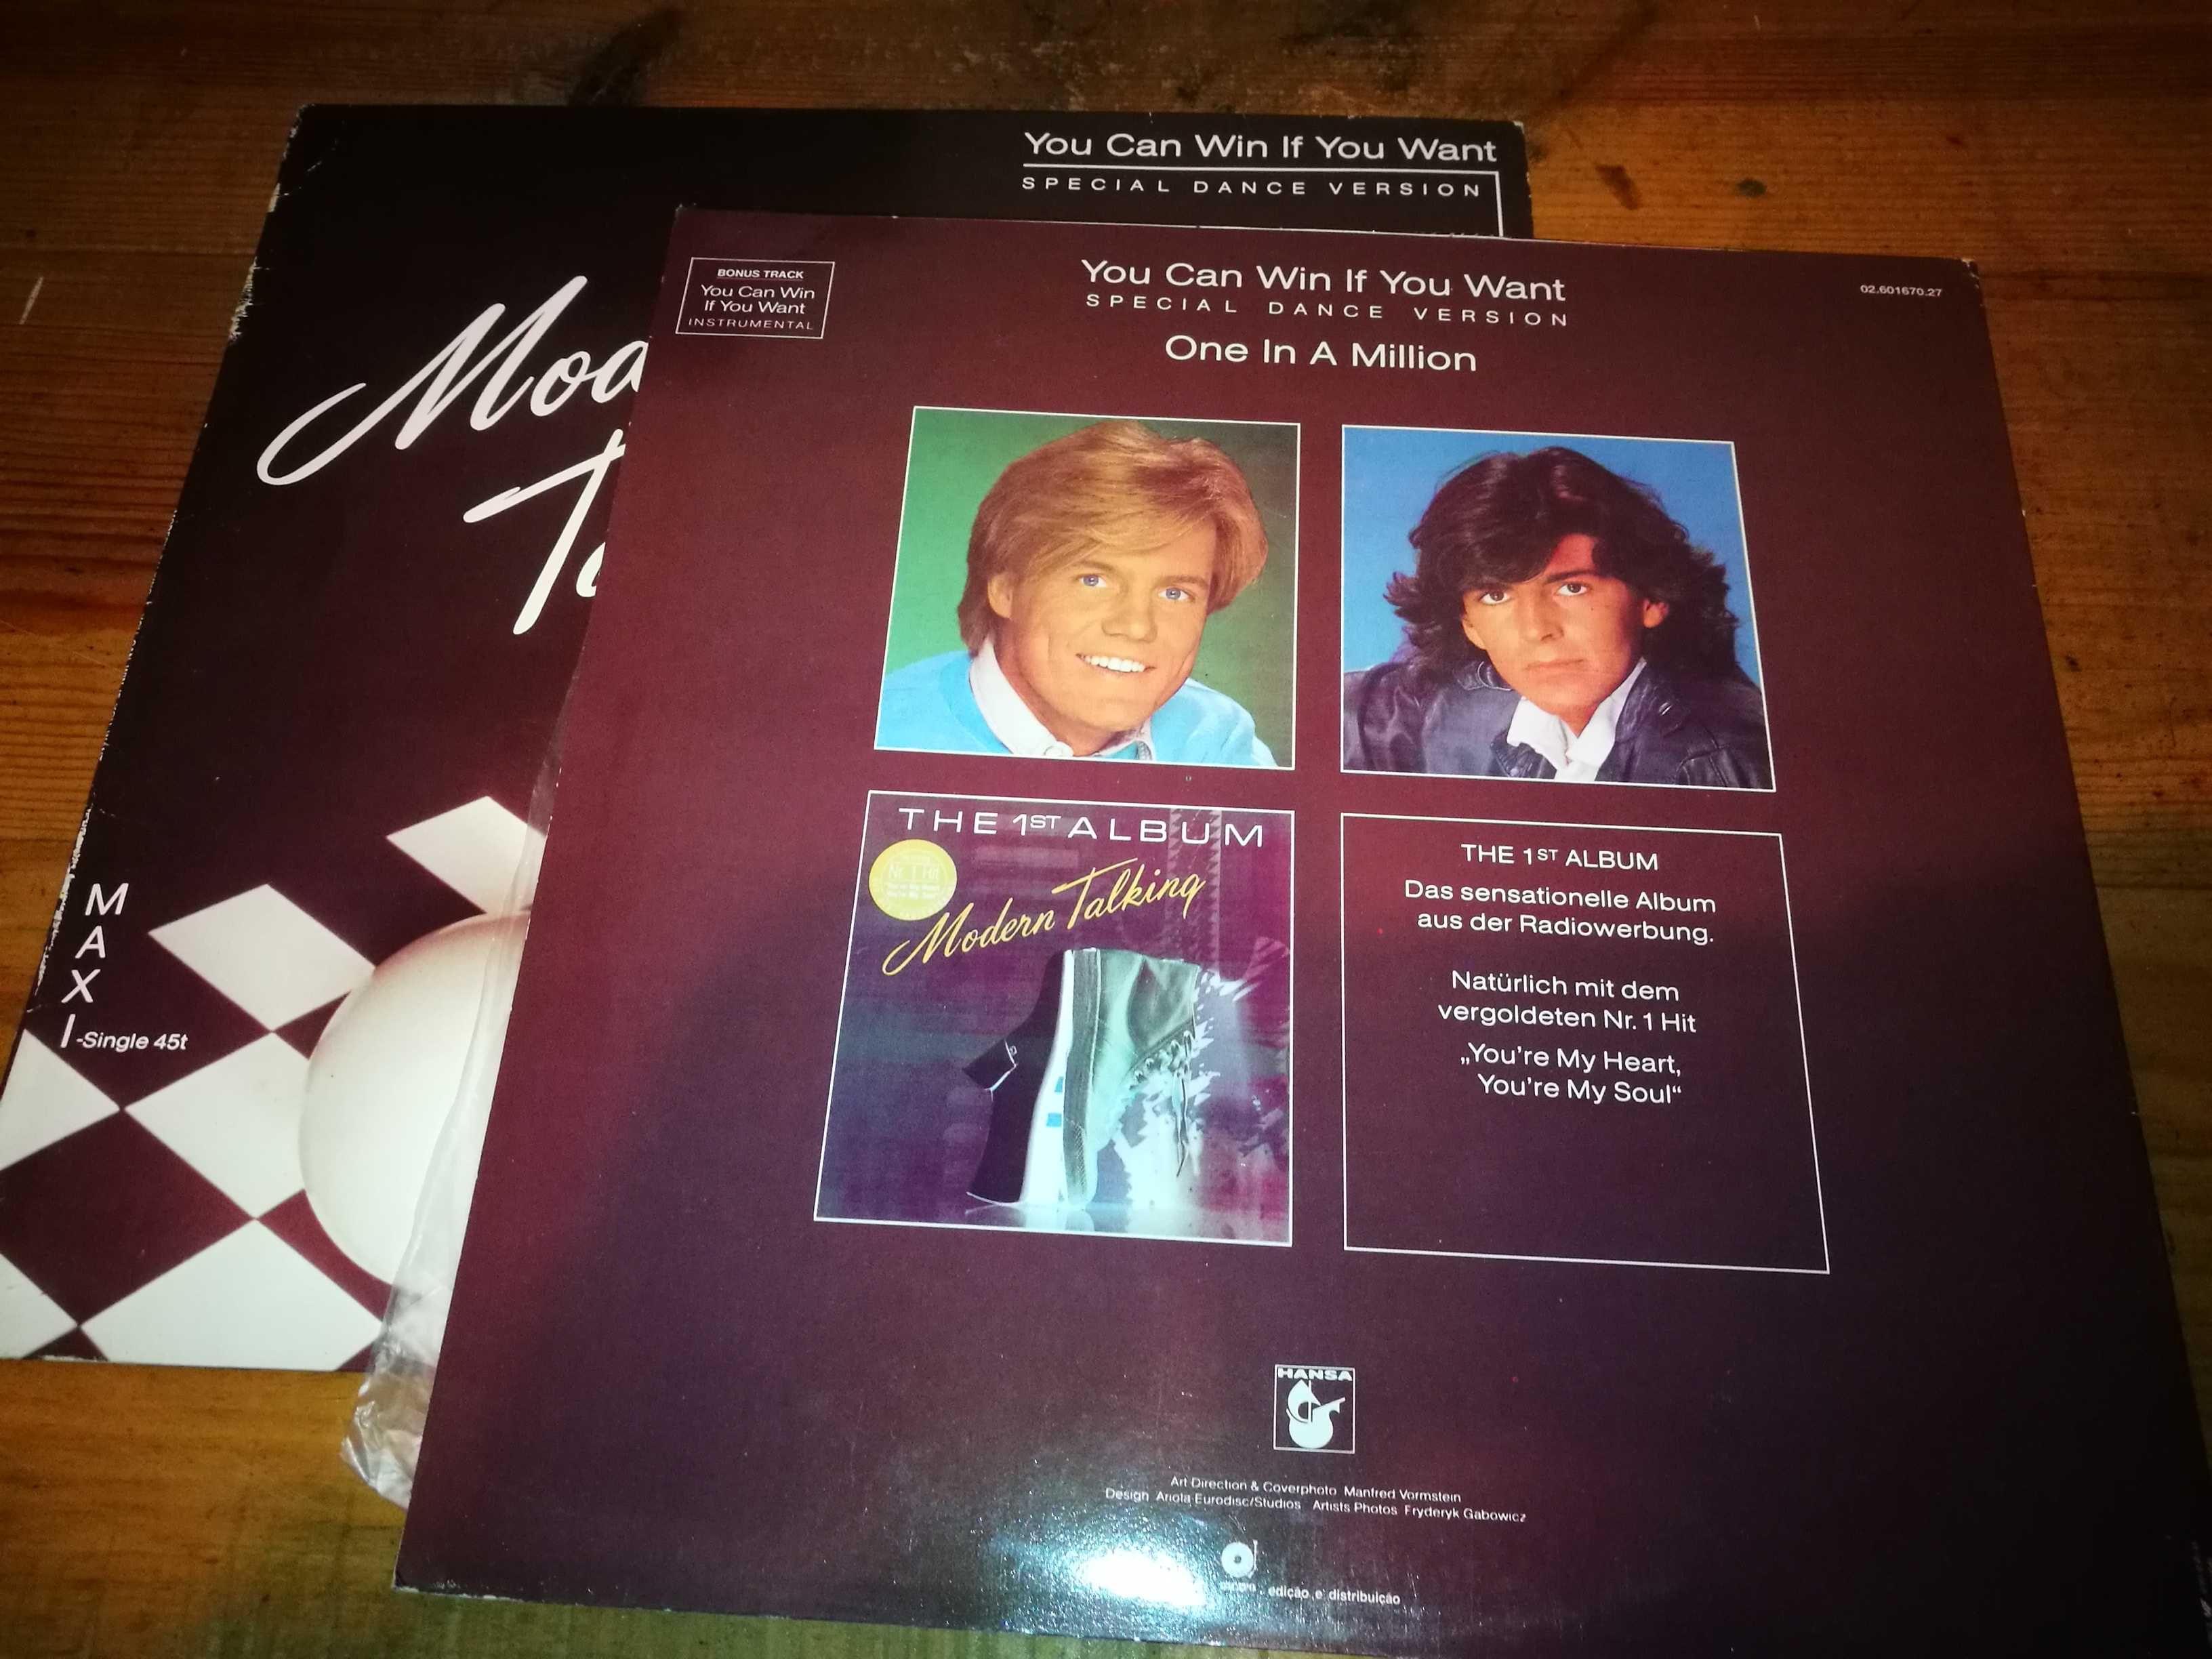 You Can Win If You Want
SPECIAL DANCE VERSION
MAXI-Single 45t
BONUS TRACK
You Can Win
If You Want
INSTRUMENTAL
You Can Win If You Want
SPECIAL DANCE VERSION
One In A Million
02.601670.27
THE 1ST ALBUM
Nr. 1 Hit
Modern Talking
THE 1ST ALBUM
Das sensationelle Album
aus der Radiowerbung.
Natürlich mit dem
vergoldeten Nr. 1 Hit
„You're My Heart,
You're My Soul“
HANSA
Art Direction & Coverphoto Manfred Vormstein
Design Ariola-Eurodisc/Studios Artists Photos Fryderyk Gabowicz
edição e distribuição